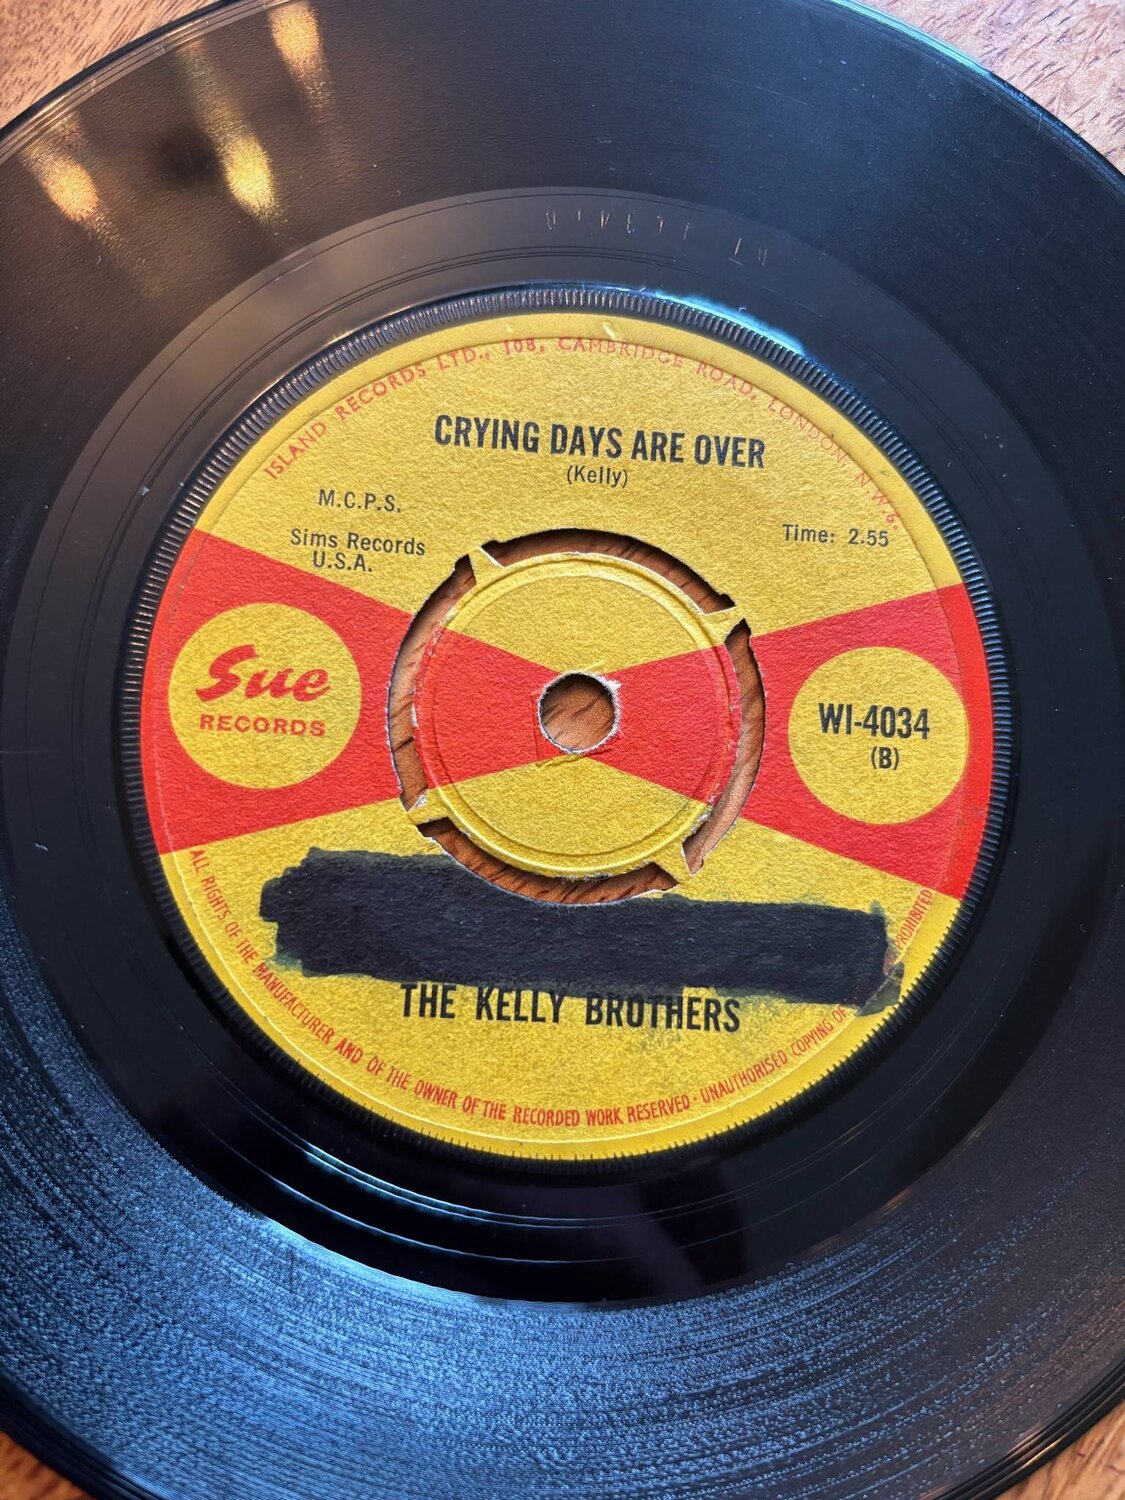 ISLAND RECORDS LTD., 108, CAMBRIDGE ROAD, LONDON, N.W.6.
CRYING DAYS ARE OVER
(Kelly)
M.C.P.S.
Sims Records
U.S.A.
Time: 2.55
Sue
RECORDS
WI-4034
(B)
THE KELLY BROTHERS
ALL RIGHTS OF THE MANUFACTURER AND OF THE OWNER OF THE RECORDED WORK RESERVED · UNAUTHORISED COPYING OF PROHIBITED